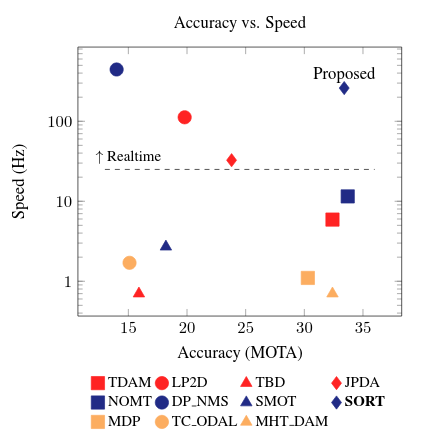 Accuracy vs. Speed
Proposed
100
↑ Realtime
10
1
Speed (Hz)
15 20 25 30 35
Accuracy (MOTA)
TDAM LP2D TBD JPDA
NOMT DP_NMS SMOT SORT
MDP TC_ODAL MHT_DAM